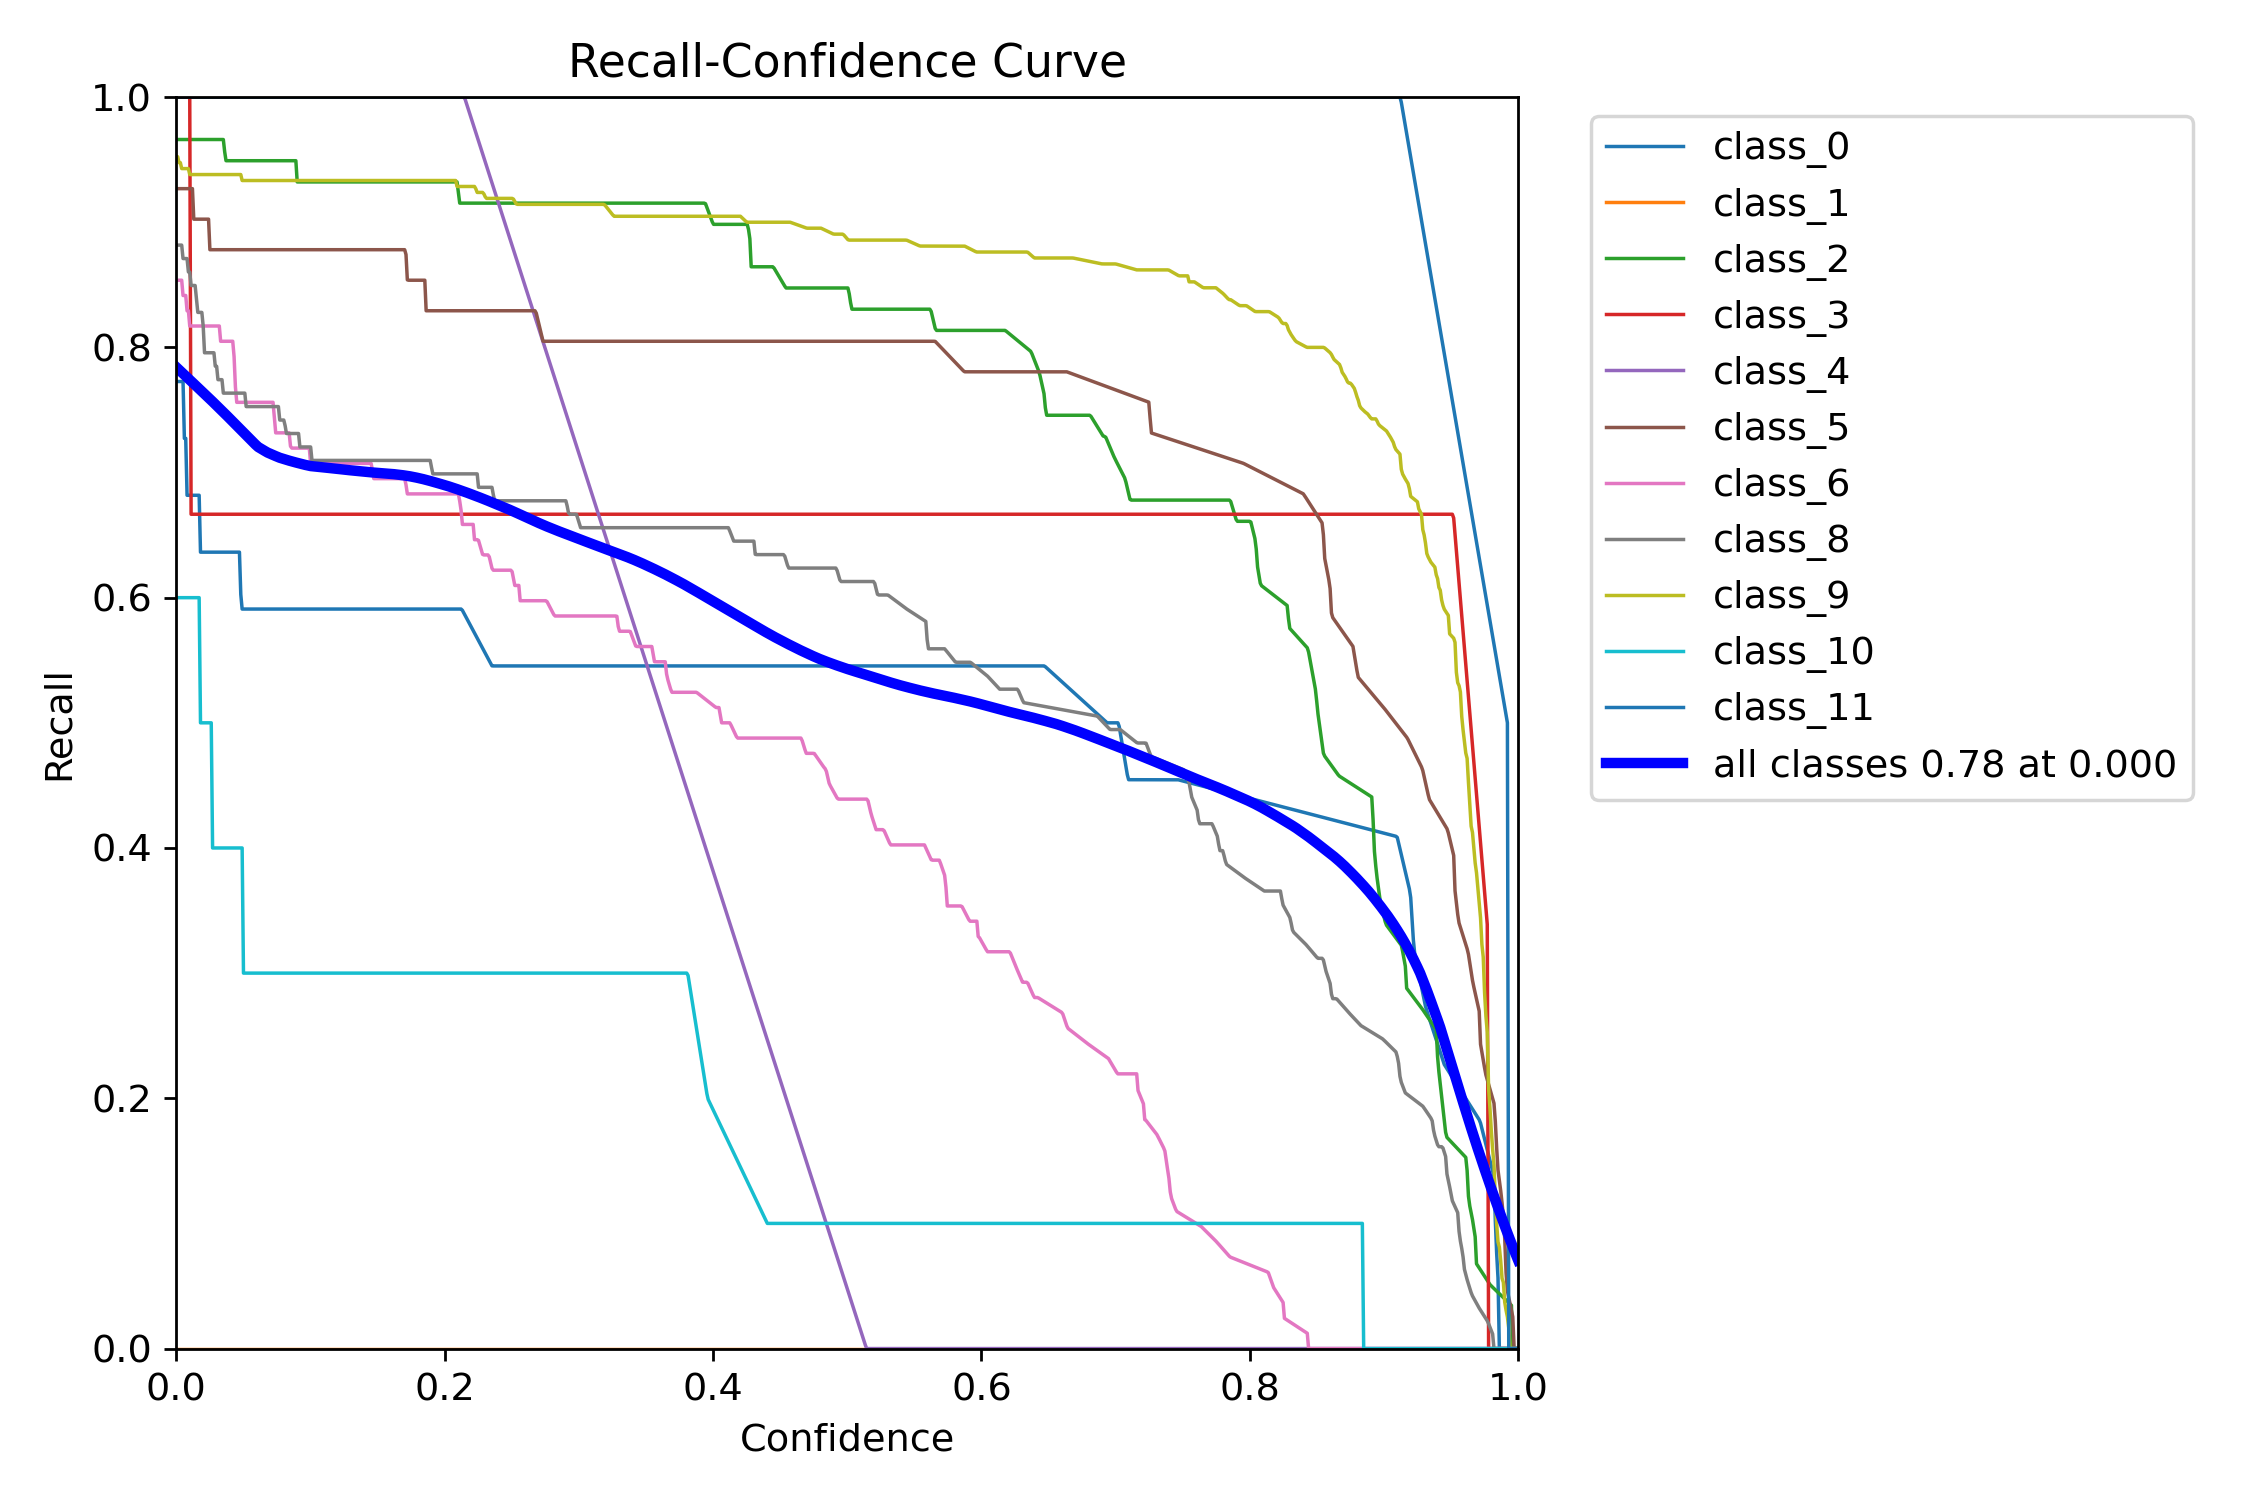 Recall-Confidence Curve
1.0
0.8
0.6
0.4
0.2
0.0
Recall
0.0 0.2 0.4 0.6 0.8 1.0
Confidence
class_0
class_1
class_2
class_3
class_4
class_5
class_6
class_8
class_9
class_10
class_11
all classes 0.78 at 0.000